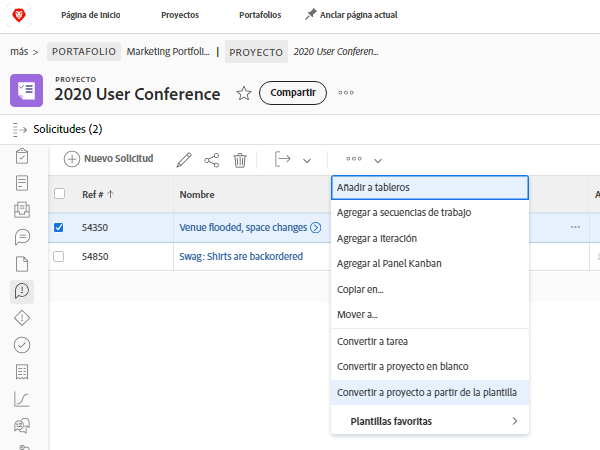 Página de inicio Proyectos Portafolios Anclar página actual
más > PORTAFOLIO Marketing Portfoli... | PROYECTO 2020 User Conferen...
PROYECTO
2020 User Conference Compartir
Solicitudes (2)
Nuevo Solicitud
Ref # Nombre
54350 Venue flooded, space changes
54850 Swag: Shirts are backordered
Añadir a tableros
Agregar a secuencias de trabajo
Agregar a Iteración
Agregar al Panel Kanban
Copiar en...
Mover a...
Convertir a tarea
Convertir a proyecto en blanco
Convertir a proyecto a partir de la plantilla
Plantillas favoritas